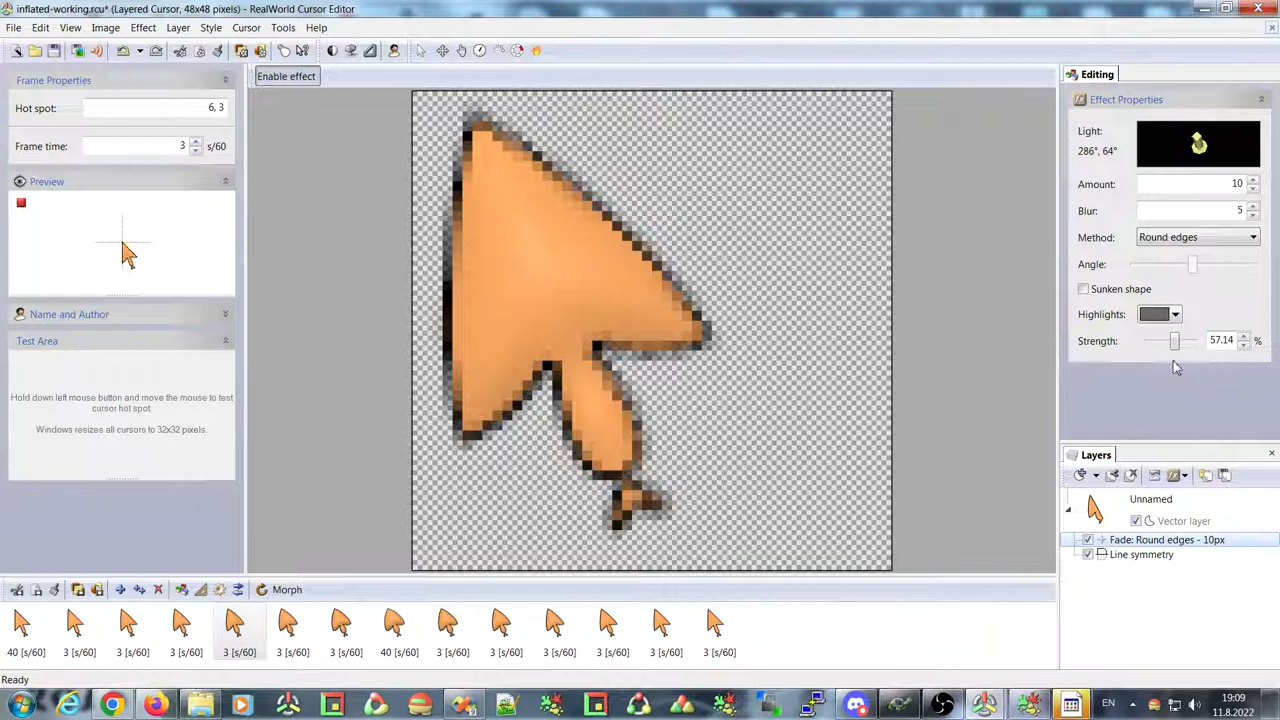 inflated-working.rcu* (Layered Cursor, 48x48 pixels) - RealWorld Cursor Editor
File Edit View Image Effect Layer Style Cursor Tools Help
Frame Properties
Hot spot: 6, 3
Frame time: 3 s/60
Preview
Name and Author
Test Area
Hold down left mouse button and move the mouse to test
cursor hot spot.
Windows resizes all cursors to 32x32 pixels.
Enable effect
Editing
Effect Properties
Light:
286°, 64°
Amount: 10
Blur: 5
Method: Round edges
Angle:
Sunken shape
Highlights:
Strength: 57.14 %
Layers
Unnamed
Vector layer
Fade: Round edges - 10px
Line symmetry
Morph
40 [s/60] 3 [s/60] 3 [s/60] 3 [s/60] 3 [s/60] 3 [s/60] 3 [s/60] 40 [s/60] 3 [s/60] 3 [s/60] 3 [s/60] 3 [s/60] 3 [s/60] 3 [s/60]
Ready
EN
19:09
11.8.2022